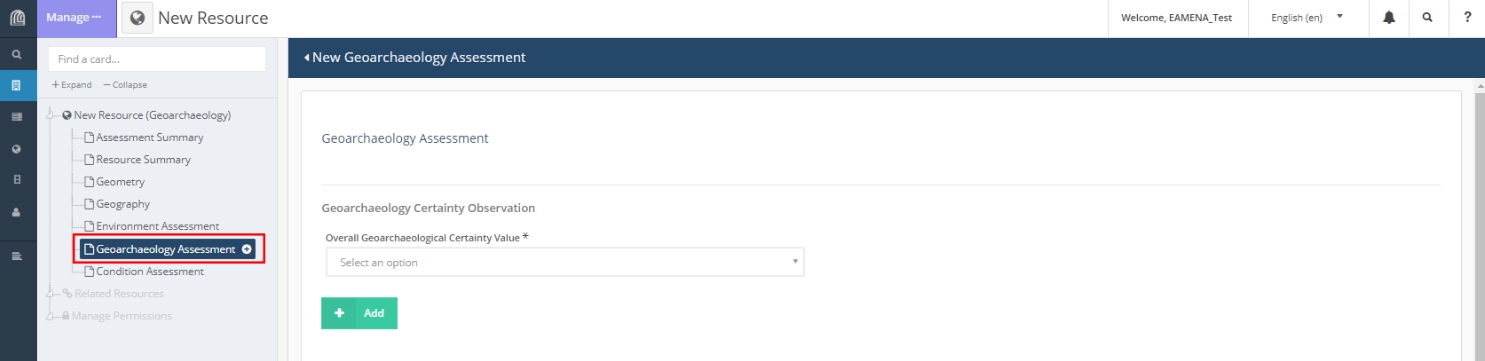 Manage
New Resource
Welcome, EAMENA_Test
English (en)
?
Find a card...
+ Expand — Collapse
New Geoarchaeology Assessment
New Resource (Geoarchaeology)
Assessment Summary
Resource Summary
Geometry
Geography
Environment Assessment
Geoarchaeology Assessment
Condition Assessment
Related Resources
Manage Permissions
Geoarchaeology Assessment
Geoarchaeology Certainty Observation
Overall Geoarchaeological Certainty Value *
Select an option
+ Add